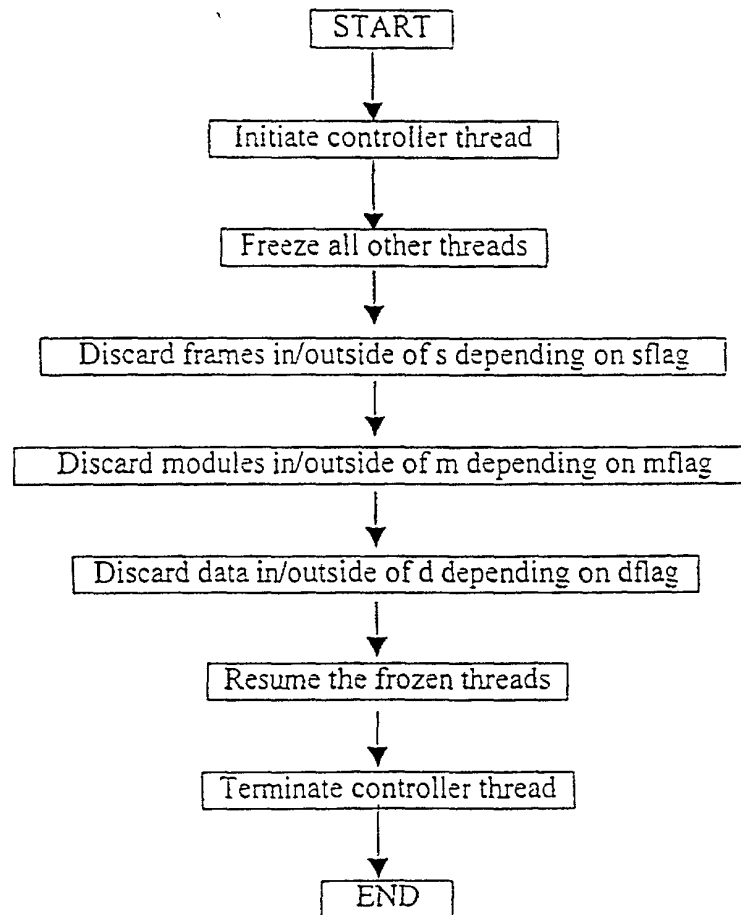 START
Initiate controller thread
Freeze all other threads
Discard frames in/outside of s depending on sflag
Discard modules in/outside of m depending on mflag
Discard data in/outside of d depending on dflag
Resume the frozen threads
Terminate controller thread
END